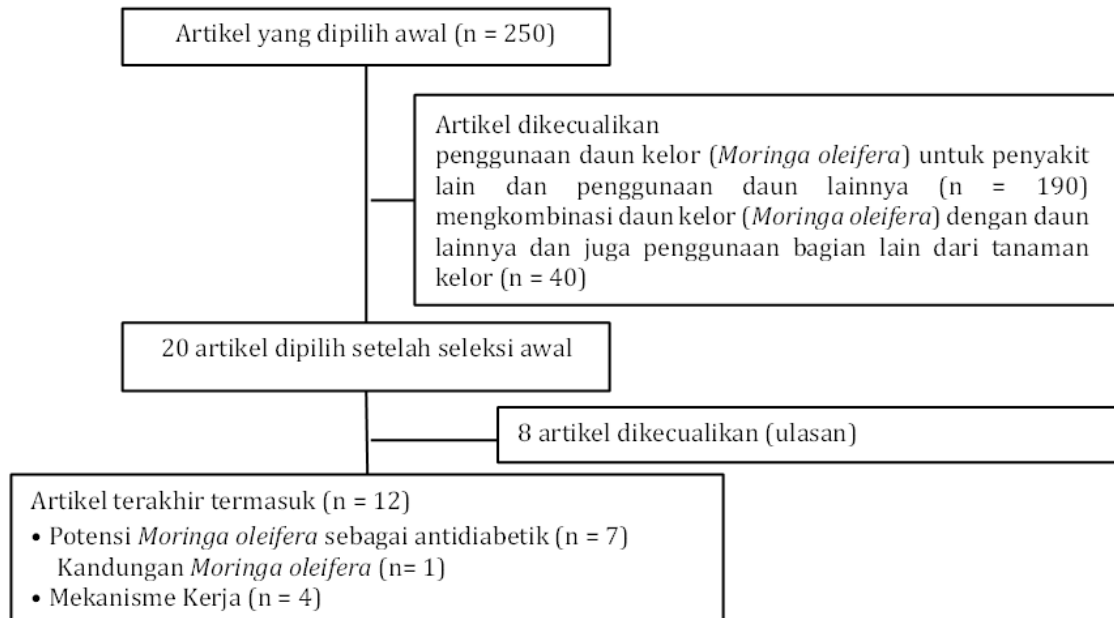 Artikel yang dipilih awal (n = 250)
Artikel dikecualikan
penggunaan daun kelor (Moringa oleifera) untuk penyakit
lain dan penggunaan daun lainnya (n = 190)
mengkombinasi daun kelor (Moringa oleifera) dengan daun
lainnya dan juga penggunaan bagian lain dari tanaman
kelor (n = 40)
20 artikel dipilih setelah seleksi awal
8 artikel dikecualikan (ulasan)
Artikel terakhir termasuk (n = 12)
• Potensi Moringa oleifera sebagai antidiabetik (n = 7)
Kandungan Moringa oleifera (n= 1)
• Mekanisme Kerja (n = 4)